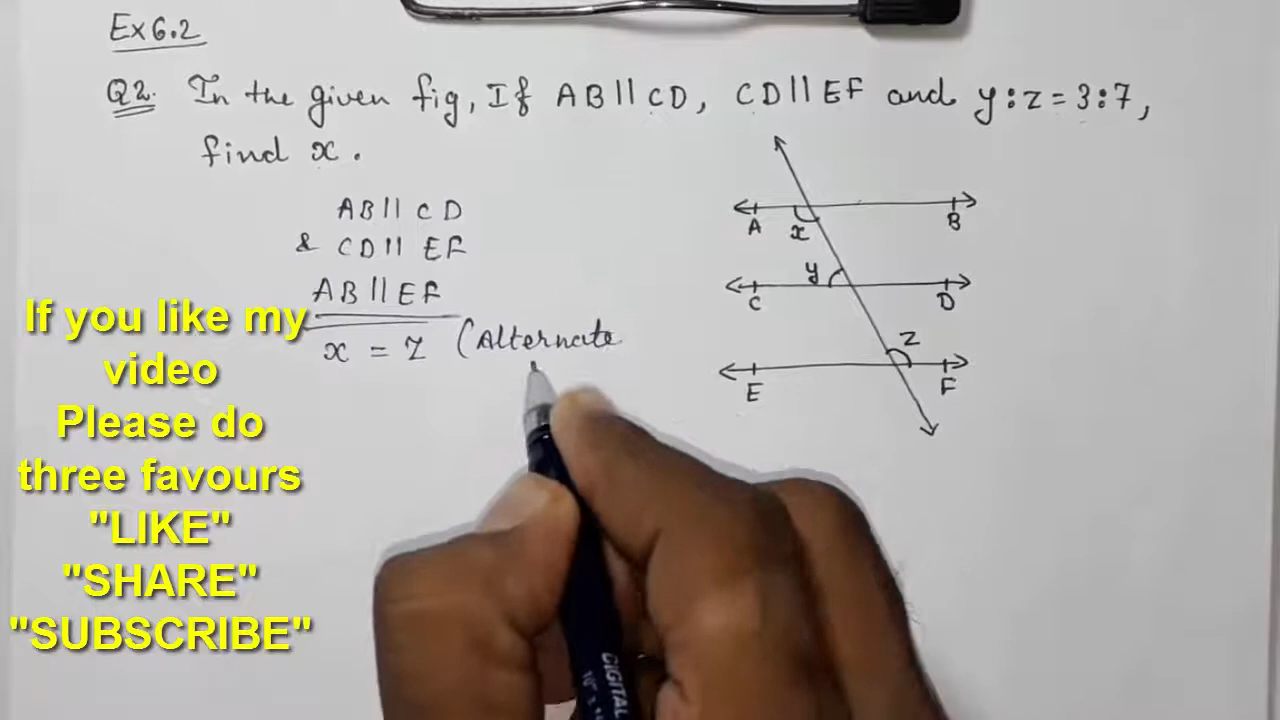 Ex 6.2
Q2. In the given fig, If AB || CD, CD || EF and y:z = 3:7,
find x.
AB || CD
& CD || EF
AB || EF
x = z (Alternate
If you like my
video
Please do
three favours
"LIKE"
"SHARE"
"SUBSCRIBE"
A
B
x
y
C
D
z
E
F
DIGITAL